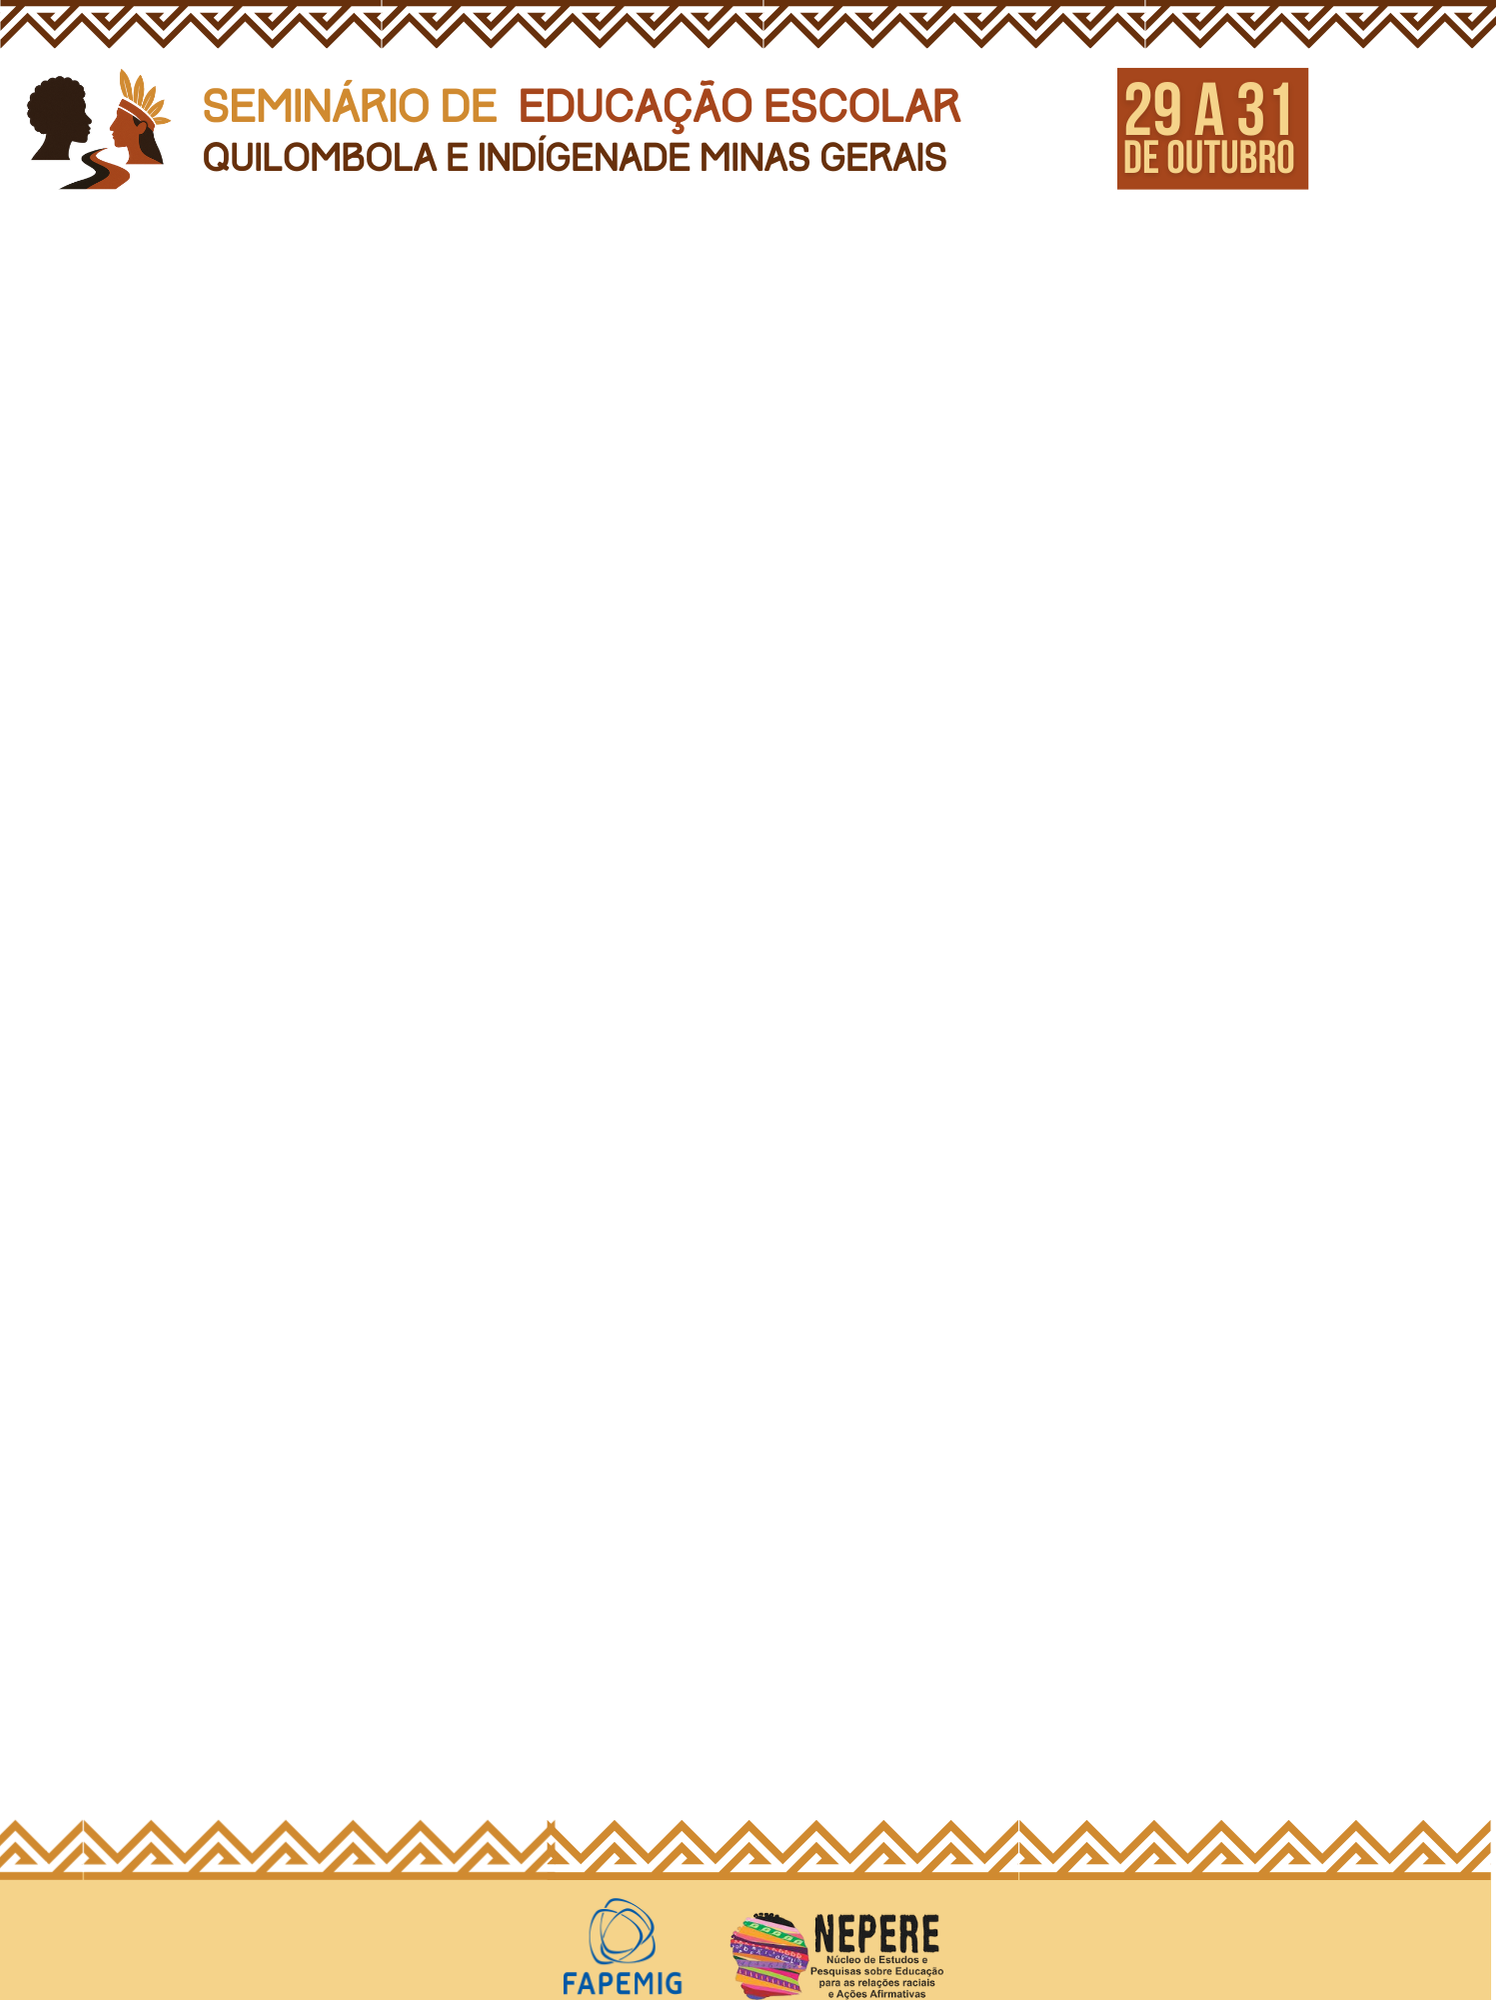 SEMINÁRIO DE EDUCAÇÃO ESCOLAR
QUILOMBOLA E INDÍGENADE MINAS GERAIS
29 A 31
DE OUTUBRO
FAPEMIG
NEPERE
Núcleo de Estudos e
Pesquisas sobre Educação
para as relações raciais
e Ações Afirmativas